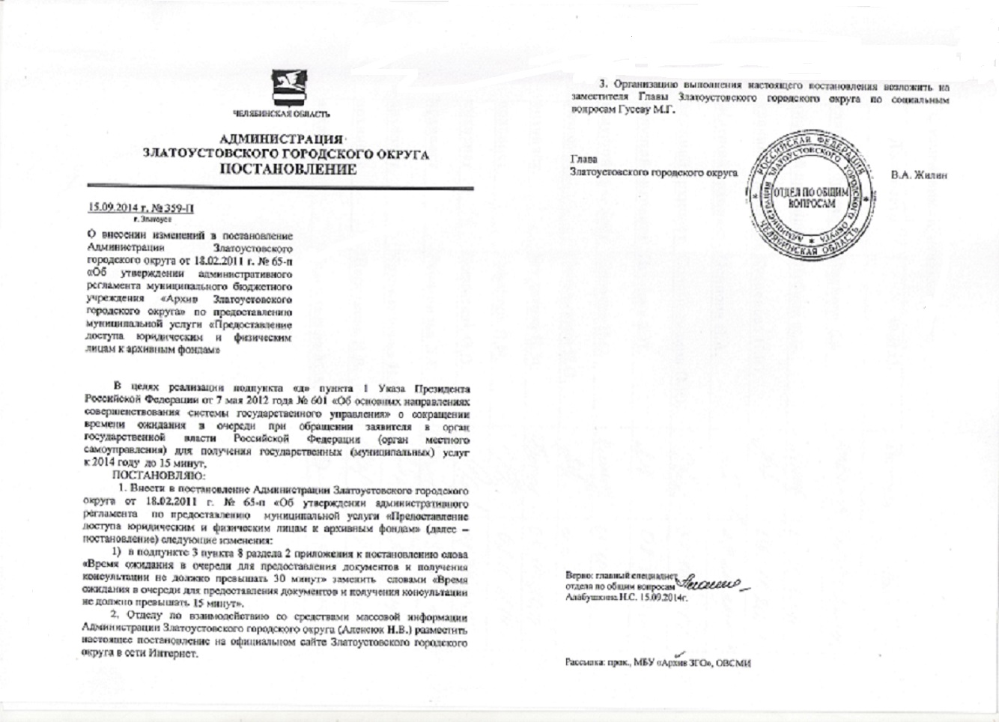 ЧЕЛЯБИНСКАЯ ОБЛАСТЬ
АДМИНИСТРАЦИЯ
ЗЛАТОУСТОВСКОГО ГОРОДСКОГО ОКРУГА
ПОСТАНОВЛЕНИЕ
15.09.2014 г. № 359-П
г. Златоуст
О внесении изменений в постановление
Администрации Златоустовского
городского округа от 18.02.2011 г. № 65-п
«Об утверждении административного
регламента муниципального бюджетного
учреждения «Архив Златоустовского
городского округа» по предоставлению
муниципальной услуги «Предоставление
доступа юридическим и физическим
лицам к архивным фондам»
В целях реализации подпункта «д» пункта 1 Указа Президента
Российской Федерации от 7 мая 2012 года № 601 «Об основных направлениях
совершенствования системы государственного управления» о сокращении
времени ожидания в очереди при обращении заявителя в орган
государственной власти Российской Федерации (орган местного
самоуправления) для получения государственных (муниципальных) услуг
к 2014 году до 15 минут,
ПОСТАНОВЛЯЮ:
1. Внести в постановление Администрации Златоустовского городского
округа от 18.02.2011 г. № 65-п «Об утверждении административного
регламента по предоставлению муниципальной услуги «Предоставление
доступа юридическим и физическим лицам к архивным фондам» (далее –
постановление) следующие изменения:
1) в подпункте 3 пункта 8 раздела 2 приложения к постановлению слова
«Время ожидания в очереди для предоставления документов и получения
консультации не должно превышать 30 минут» заменить словами «Время
ожидания в очереди для предоставления документов и получения консультации
не должно превышать 15 минут».
2. Отделу по взаимодействию со средствами массовой информации
Администрации Златоустовского городского округа (Алексюк Н.В.) разместить
настоящее постановление на официальном сайте Златоустовского городского
округа в сети Интернет.
3. Организацию выполнения настоящего постановления возложить на
заместителя Главы Златоустовского городского округа по социальным
вопросам Гусеву М.Г.
Глава
Златоустовского городского округа В.А. Жилин
РОССИЙСКАЯ ФЕДЕРАЦИЯ
ЧЕЛЯБИНСКАЯ ОБЛАСТЬ
АДМИНИСТРАЦИЯ ЗЛАТОУСТОВСКОГО ГОРОДСКОГО ОКРУГА
ОТДЕЛ ПО ОБЩИМ
ВОПРОСАМ
Верно: главный специалист
отдела по общим вопросам
Алабушкина Н.С. 15.09.2014г.
Рассылка: прок., МБУ «Архив ЗГО», ОВСМИ